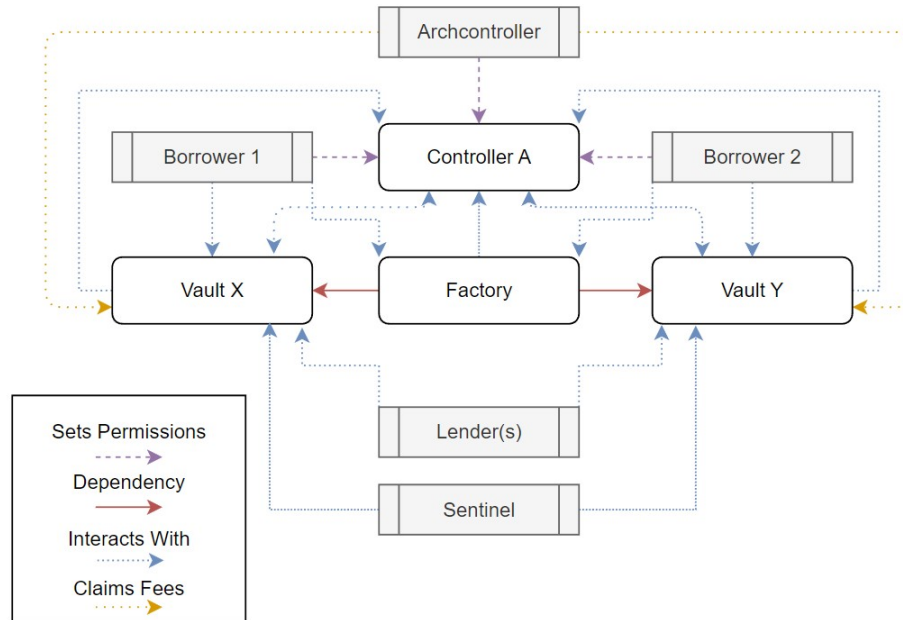 Archcontroller
Borrower 1
Controller A
Borrower 2
Vault X
Factory
Vault Y
Lender(s)
Sentinel
Sets Permissions
Dependency
Interacts With
Claims Fees